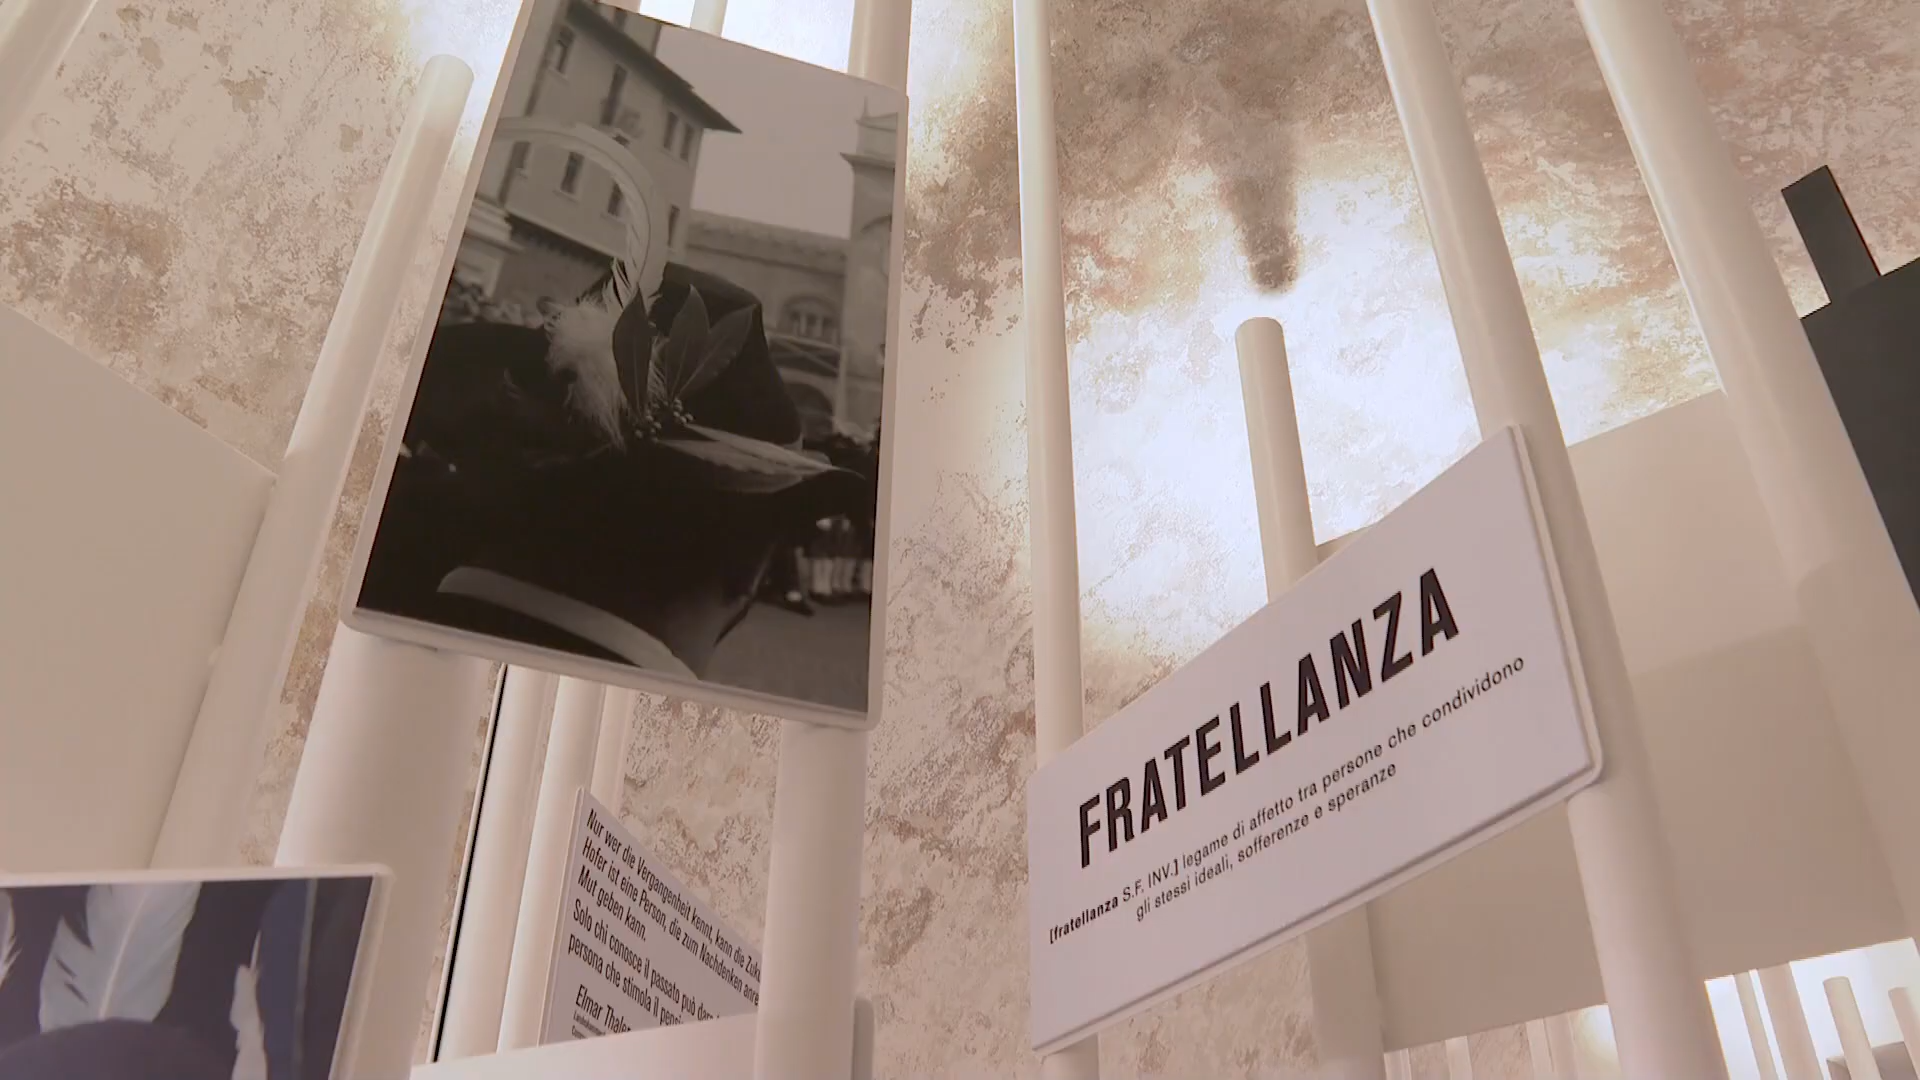 FRATELLANZA
[fratellanza S.F. INV.] legame di affetto tra persone che condividono
gli stessi ideali, sofferenze e speranze
Nur wer die Vergangenheit kennt, kann die
Hofer ist eine Person, die zum Nachdenken
Mut geben kann.
Solo chi conosce il passato può
persona che stimola il
Elmar Thaler